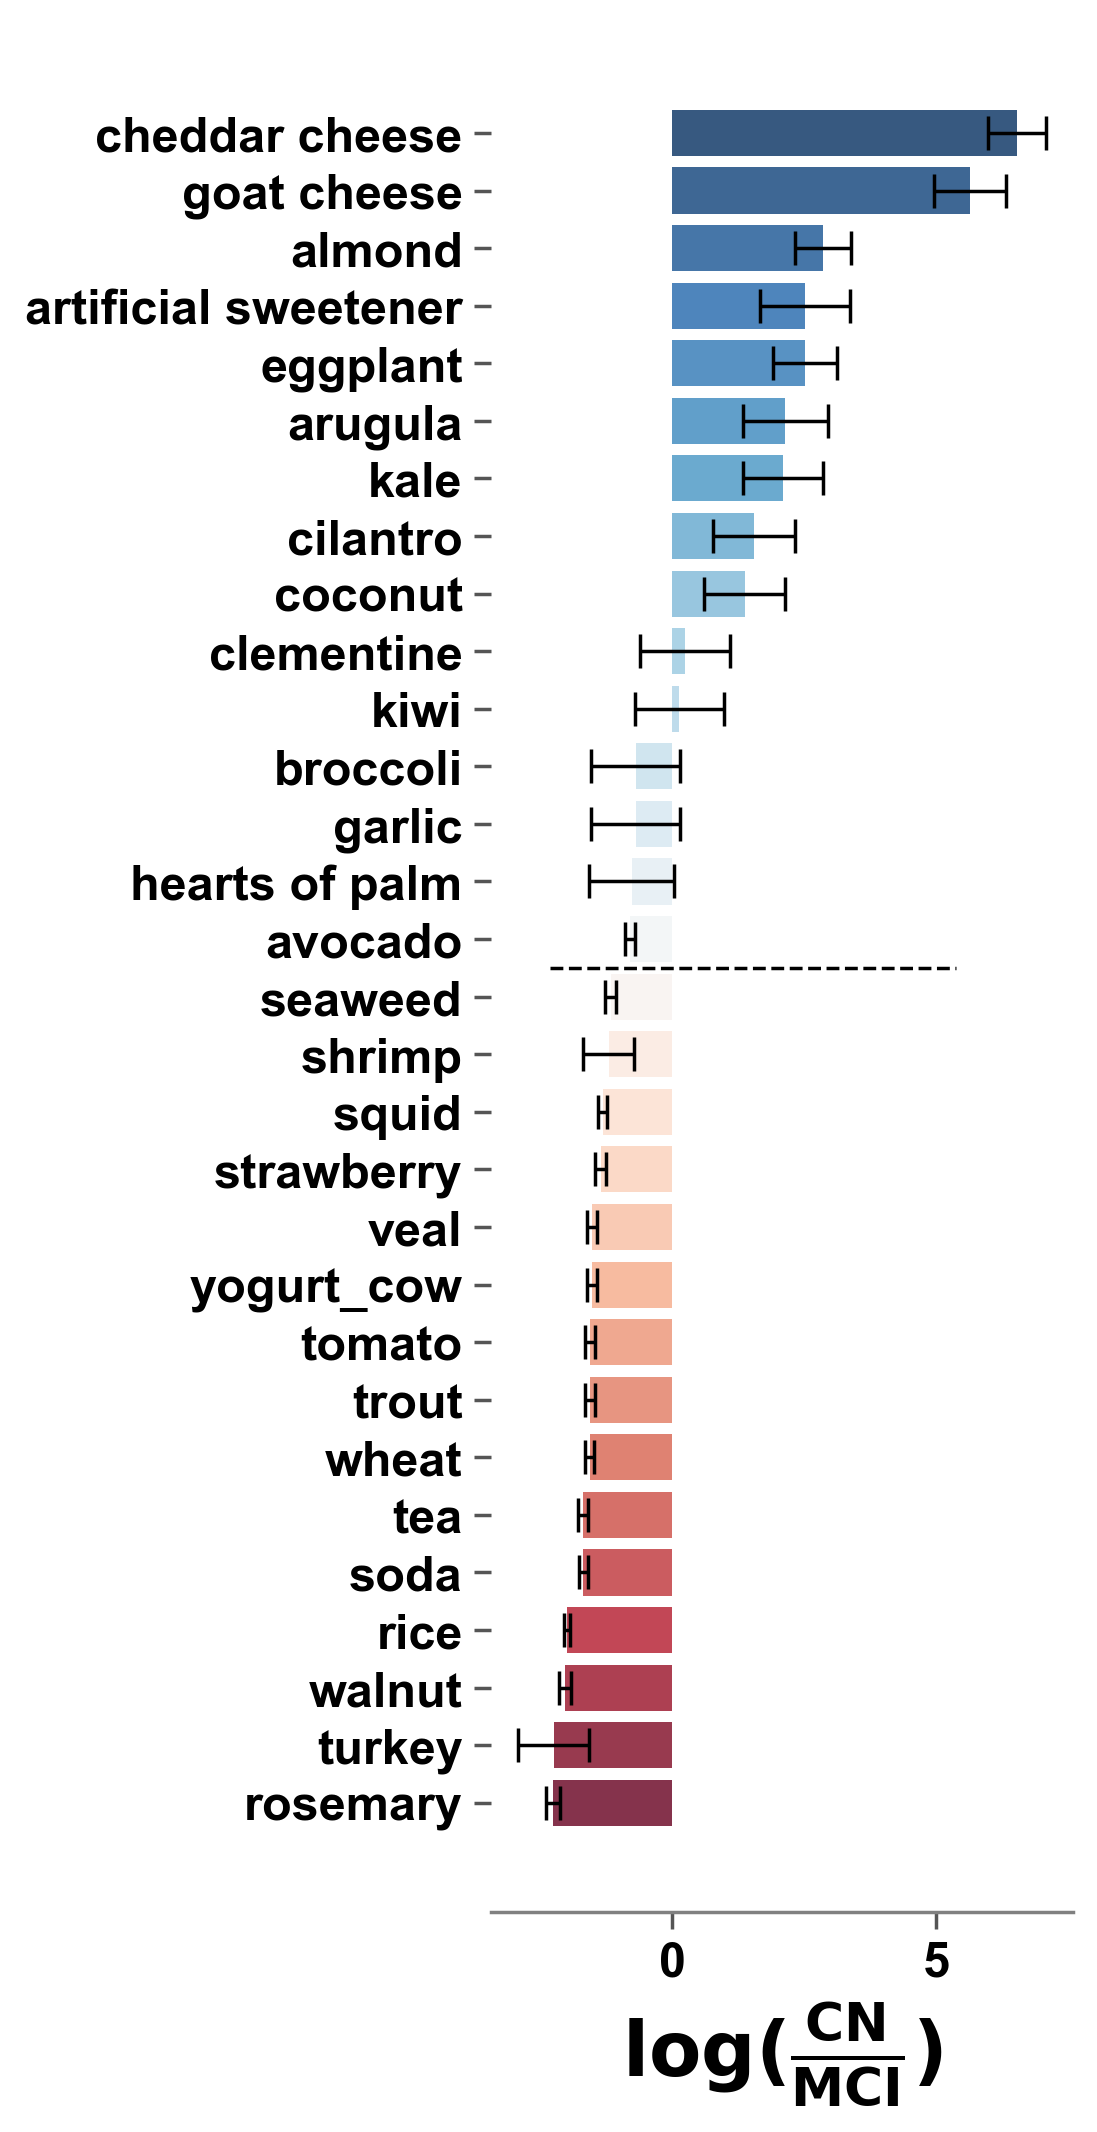 cheddar cheese
goat cheese
almond
artificial sweetener
eggplant
arugula
kale
cilantro
coconut
clementine
kiwi
broccoli
garlic
hearts of palm
avocado
seaweed
shrimp
squid
strawberry
veal
yogurt_cow
tomato
trout
wheat
tea
soda
rice
walnut
turkey
rosemary
0 5
log(CN/MCI)